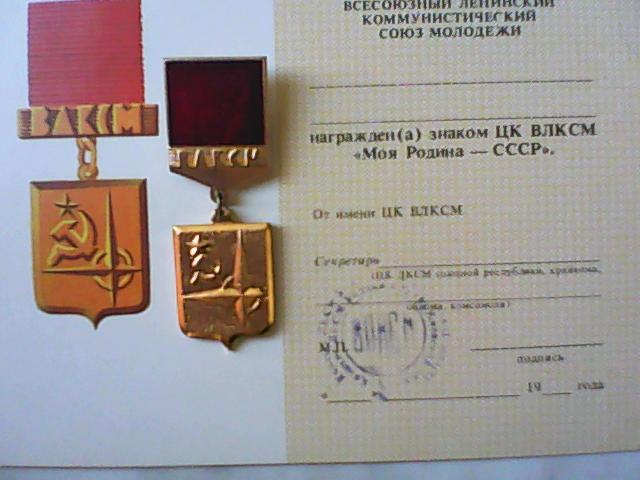 ВСЕСОЮЗНЫЙ ЛЕНИНСКИЙ
КОММУНИСТИЧЕСКИЙ
СОЮЗ МОЛОДЕЖИ
ВЛКСМ
награжден(а) знаком ЦК ВЛКСМ
«Моя Родина — СССР».
От имени ЦК ВЛКСМ
Секретарь
(ЦК ЛКСМ союзной республики, крайкома,
обкома комсомола)
ВЛКСМ
М.П.
подпись
19 года